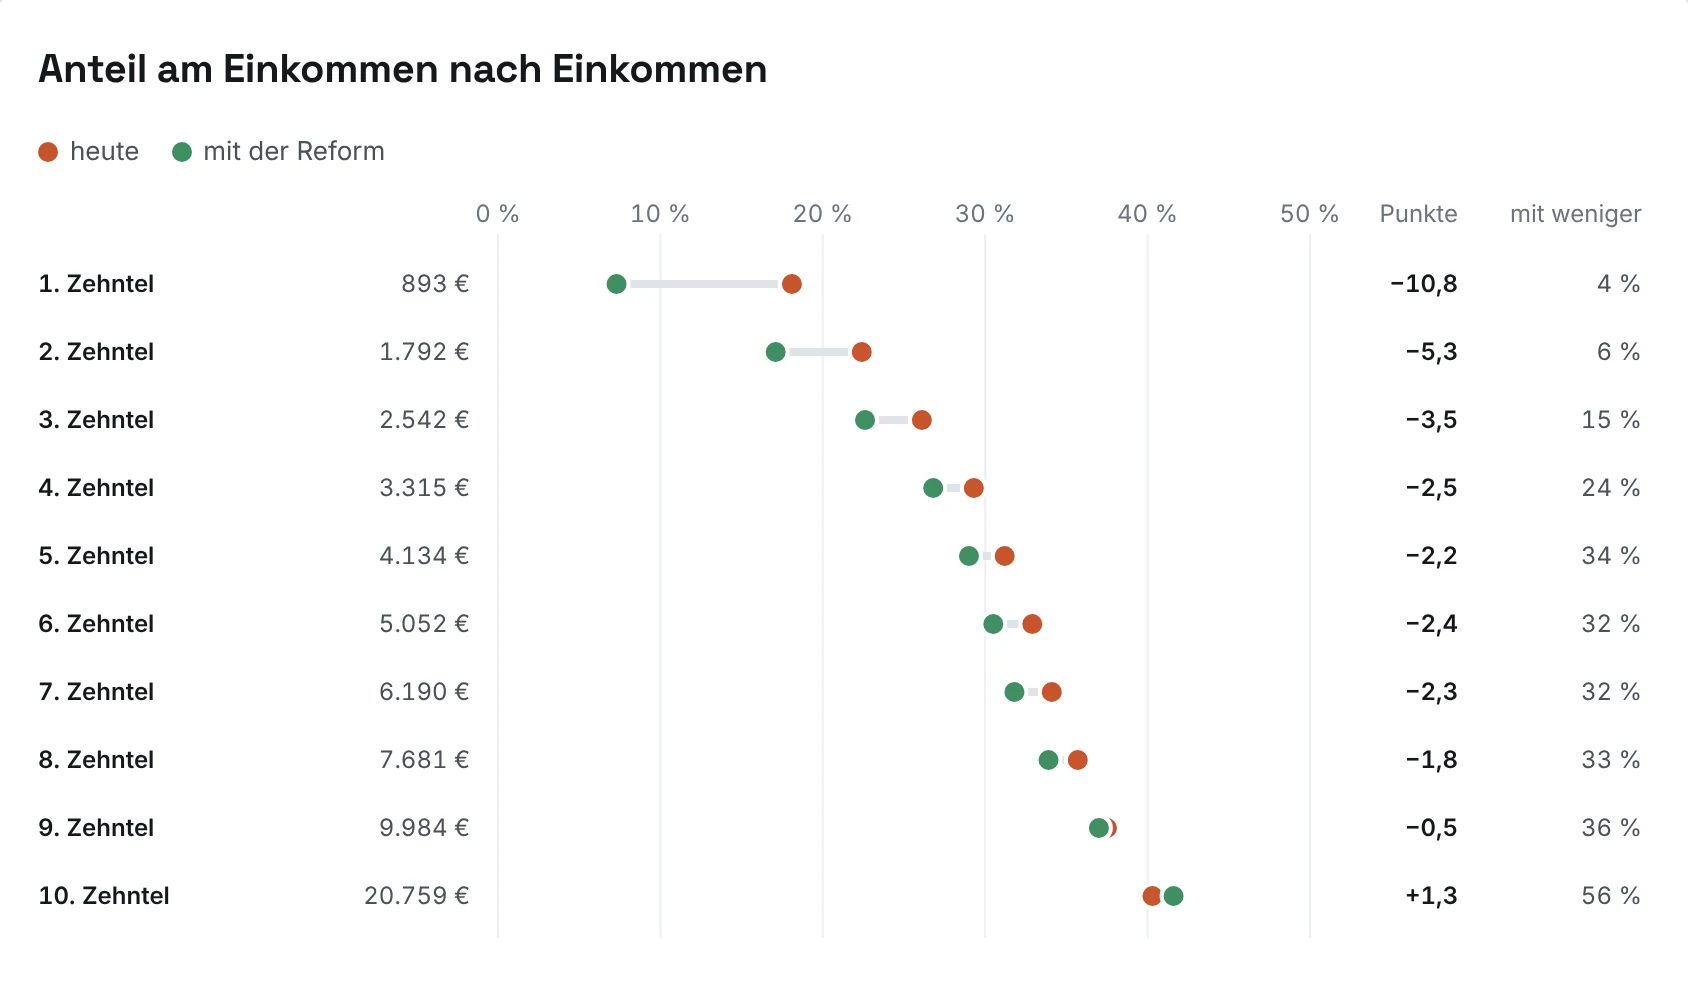 Anteil am Einkommen nach Einkommen
heute mit der Reform
0 % 10 % 20 % 30 % 40 % 50 % Punkte mit weniger
1. Zehntel 893 € −10,8 4 %
2. Zehntel 1.792 € −5,3 6 %
3. Zehntel 2.542 € −3,5 15 %
4. Zehntel 3.315 € −2,5 24 %
5. Zehntel 4.134 € −2,2 34 %
6. Zehntel 5.052 € −2,4 32 %
7. Zehntel 6.190 € −2,3 32 %
8. Zehntel 7.681 € −1,8 33 %
9. Zehntel 9.984 € −0,5 36 %
10. Zehntel 20.759 € +1,3 56 %